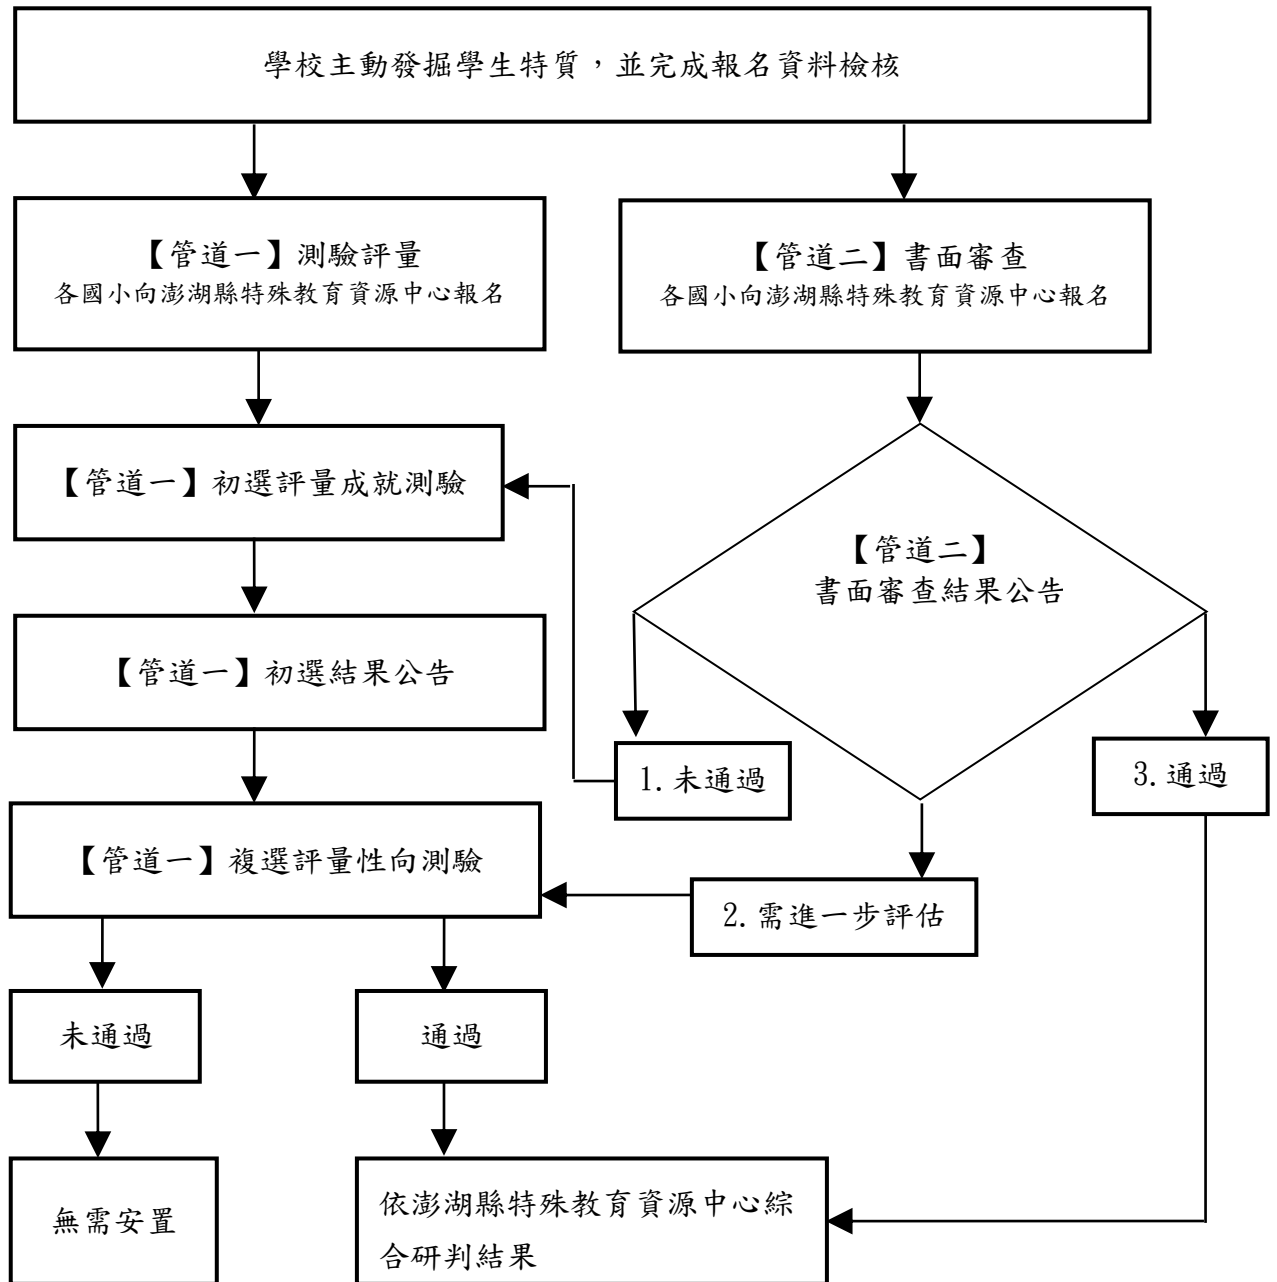 學校主動發掘學生特質，並完成報名資料檢核
【管道一】測驗評量
各國小向澎湖縣特殊教育資源中心報名
【管道二】書面審查
各國小向澎湖縣特殊教育資源中心報名
【管道一】初選評量成就測驗
【管道二】
書面審查結果公告
【管道一】初選結果公告
1.未通過
3.通過
【管道一】複選評量性向測驗
2.需進一步評估
未通過
通過
無需安置
依澎湖縣特殊教育資源中心綜
合研判結果